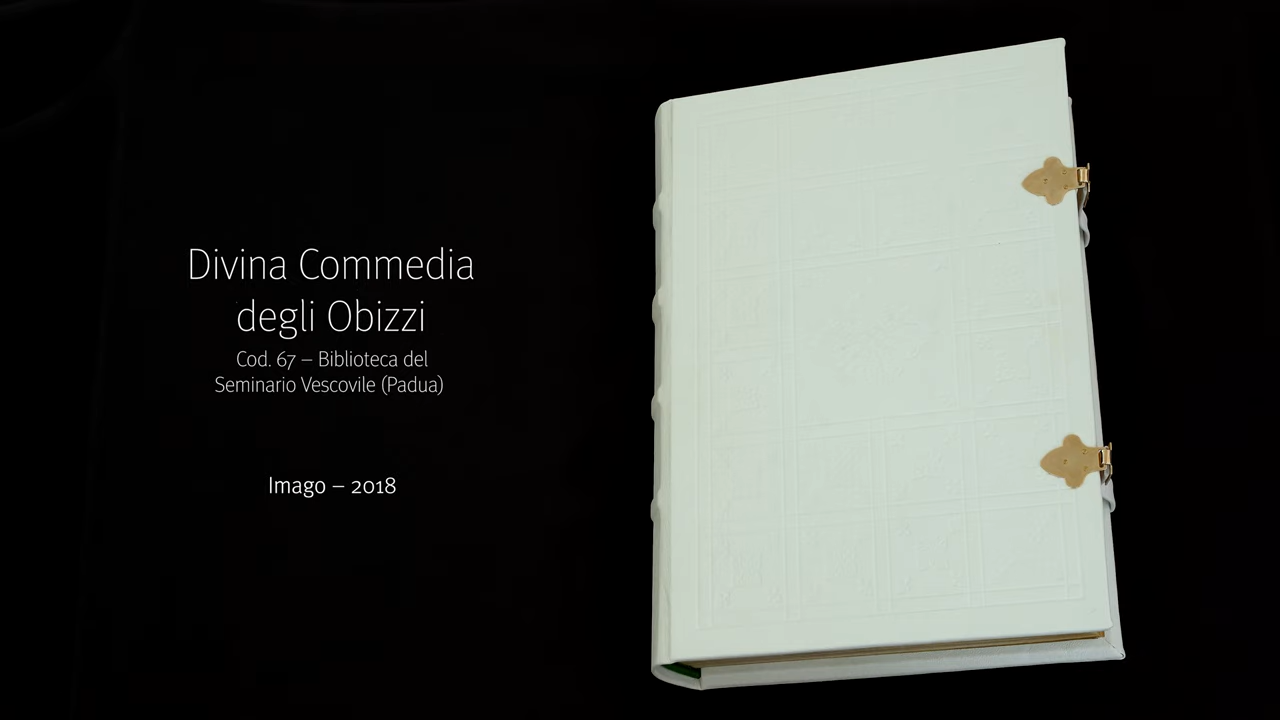 Divina Commedia
degli Obizzi
Cod. 67 – Biblioteca del
Seminario Vescovile (Padua)
Imago – 2018